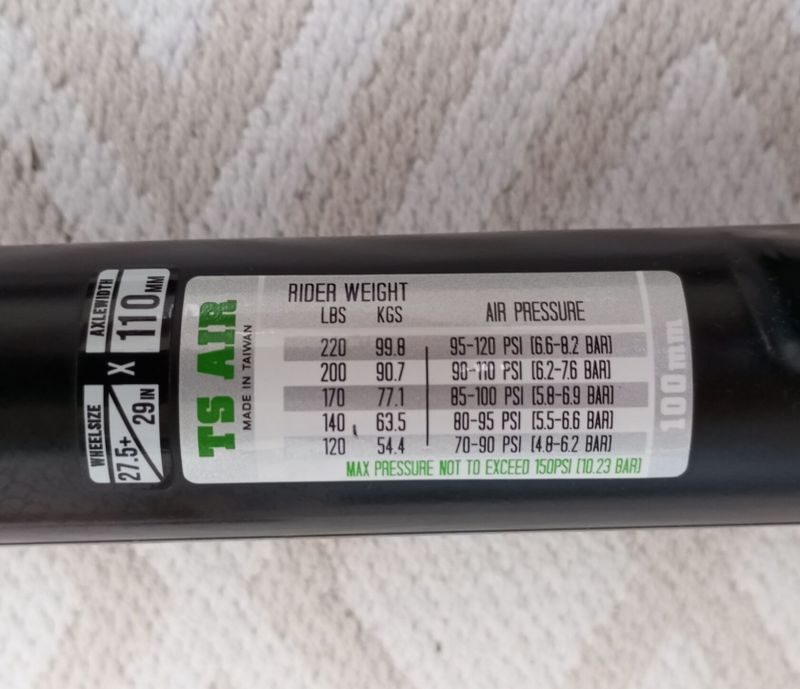 WHEELSIZE
27.5+
29IN
X
AXLEWIDTH
110MM
TS AIR
MADE IN TAIWAN
RIDER WEIGHT
LBS KGS AIR PRESSURE
220 99.8 95-120 PSI [6.6-8.2 BAR]
200 90.7 90-110 PSI [6.2-7.6 BAR]
170 77.1 85-100 PSI [5.8-6.9 BAR]
140 63.5 80-95 PSI [5.5-6.6 BAR]
120 54.4 70-90 PSI [4.8-6.2 BAR]
MAX PRESSURE NOT TO EXCEED 150PSI [10.23 BAR]
100mm